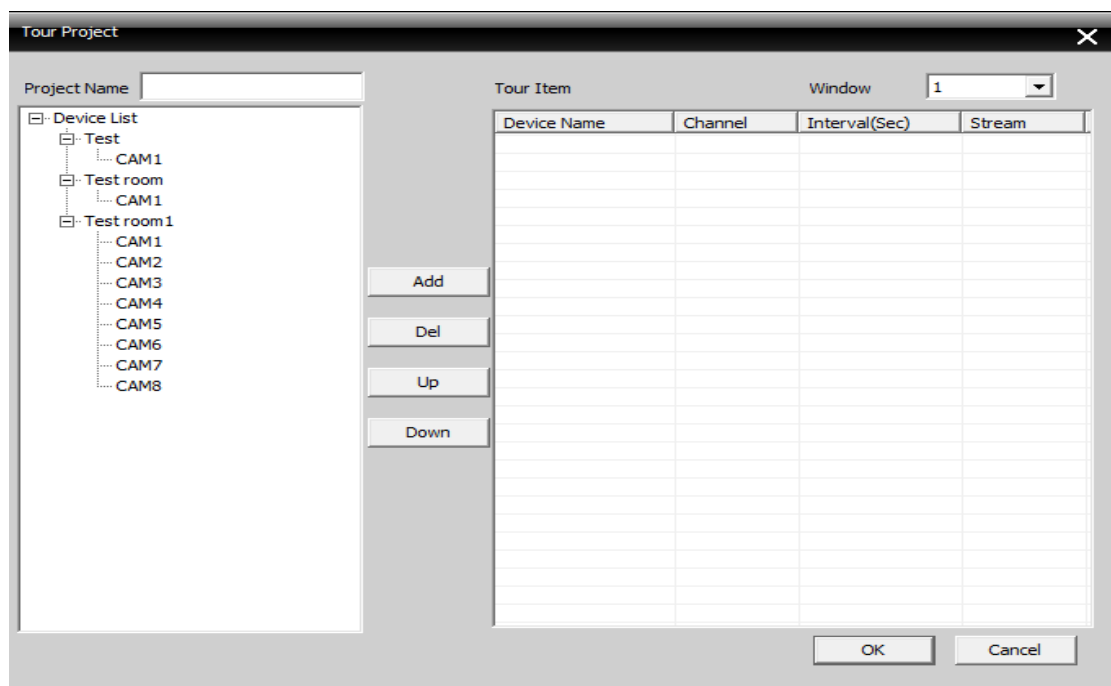 Tour Project
Project Name
Tour Item
Window
1
Device List
Test
CAM1
Test room
CAM1
Test room1
CAM1
CAM2
CAM3
CAM4
CAM5
CAM6
CAM7
CAM8
Add
Del
Up
Down
Device Name Channel Interval(Sec) Stream
OK
Cancel